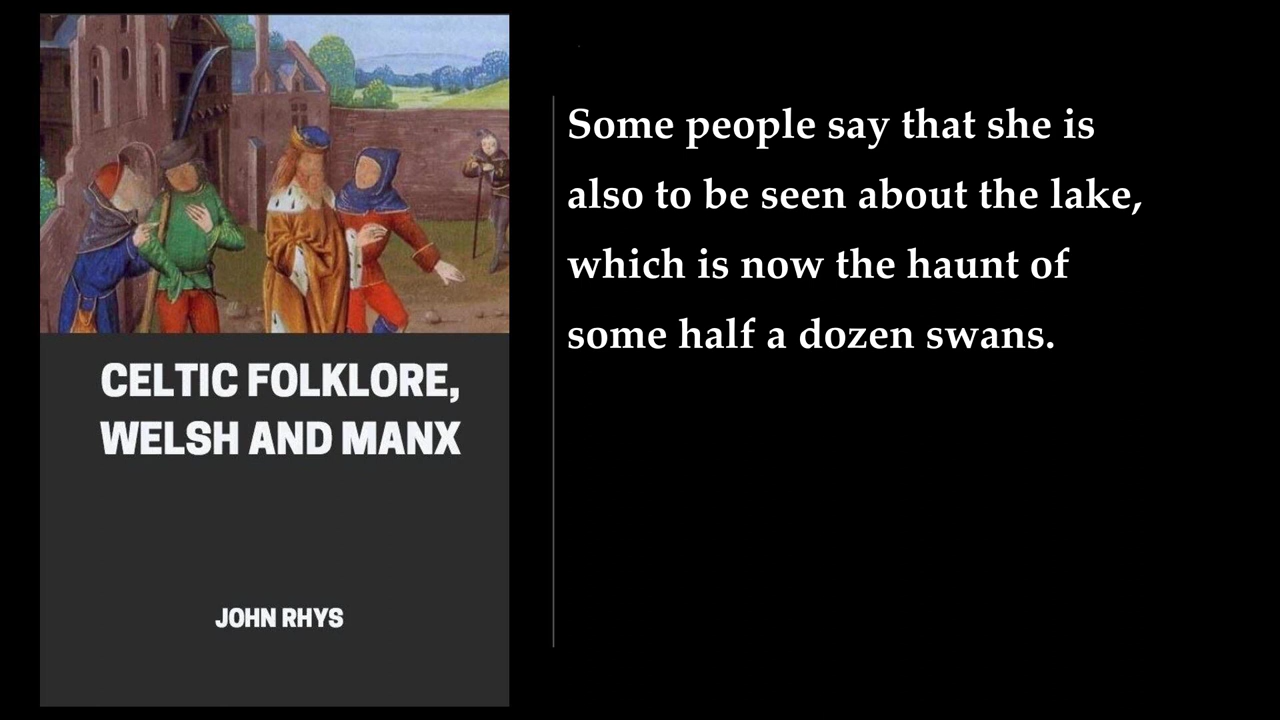 CELTIC FOLKLORE,
WELSH AND MANX
JOHN RHYS
Some people say that she is
also to be seen about the lake,
which is now the haunt of
some half a dozen swans.